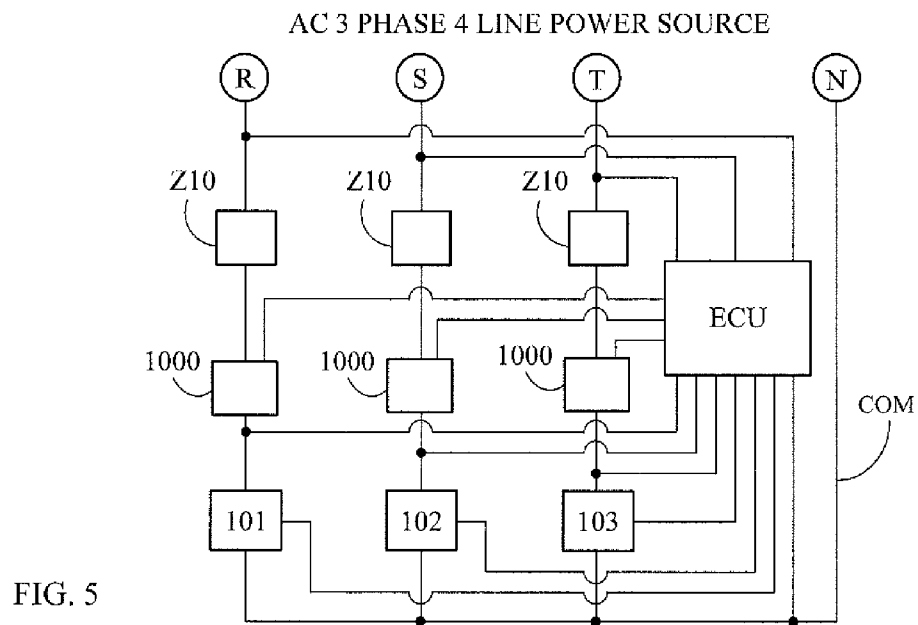 AC 3 PHASE 4 LINE POWER SOURCE
R S T N
Z10 Z10 Z10
ECU
1000 1000 1000
COM
101 102 103
FIG. 5